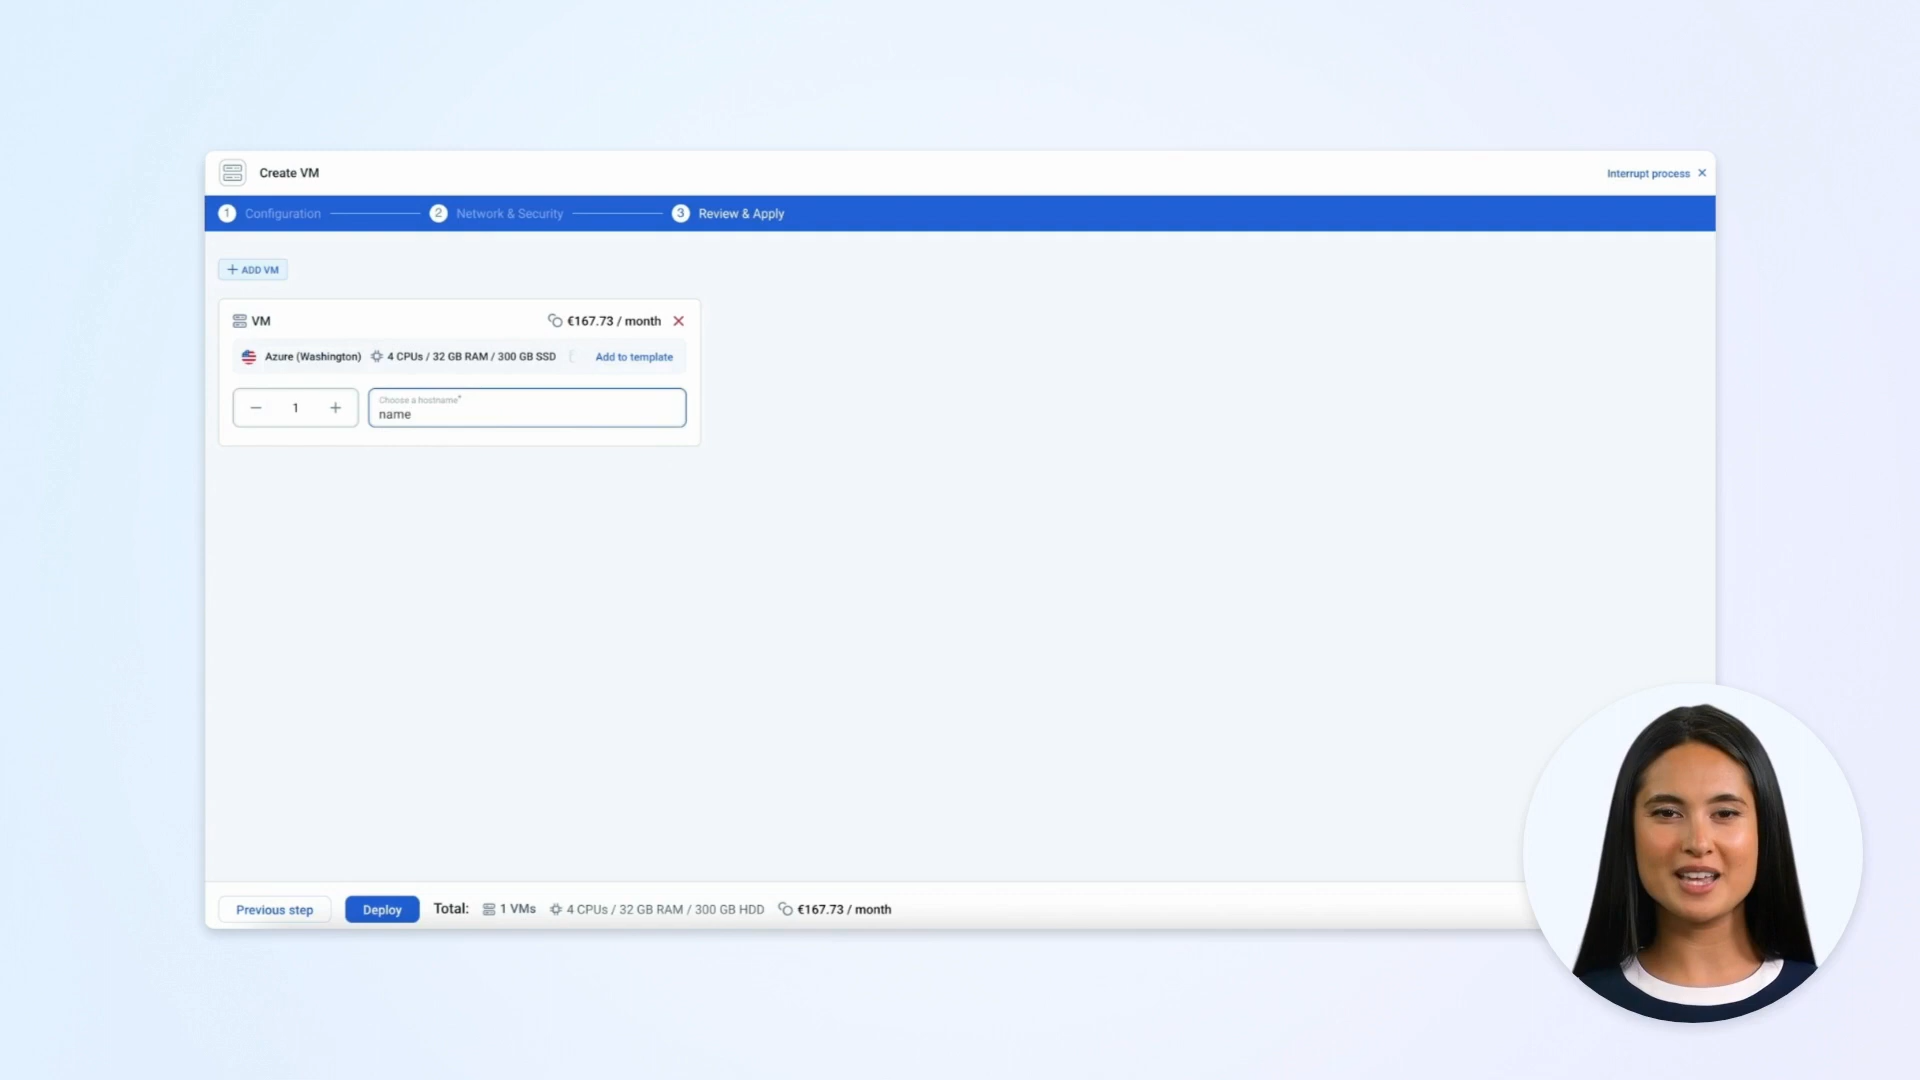 Create VM
Interrupt process
1 Configuration 2 Network & Security 3 Review & Apply
+ ADD VM
VM €167.73 / month
Azure (Washington) 4 CPUs / 32 GB RAM / 300 GB SSD Add to template
1
Choose a hostname*
name
Previous step Deploy Total: 1 VMs 4 CPUs / 32 GB RAM / 300 GB HDD €167.73 / month